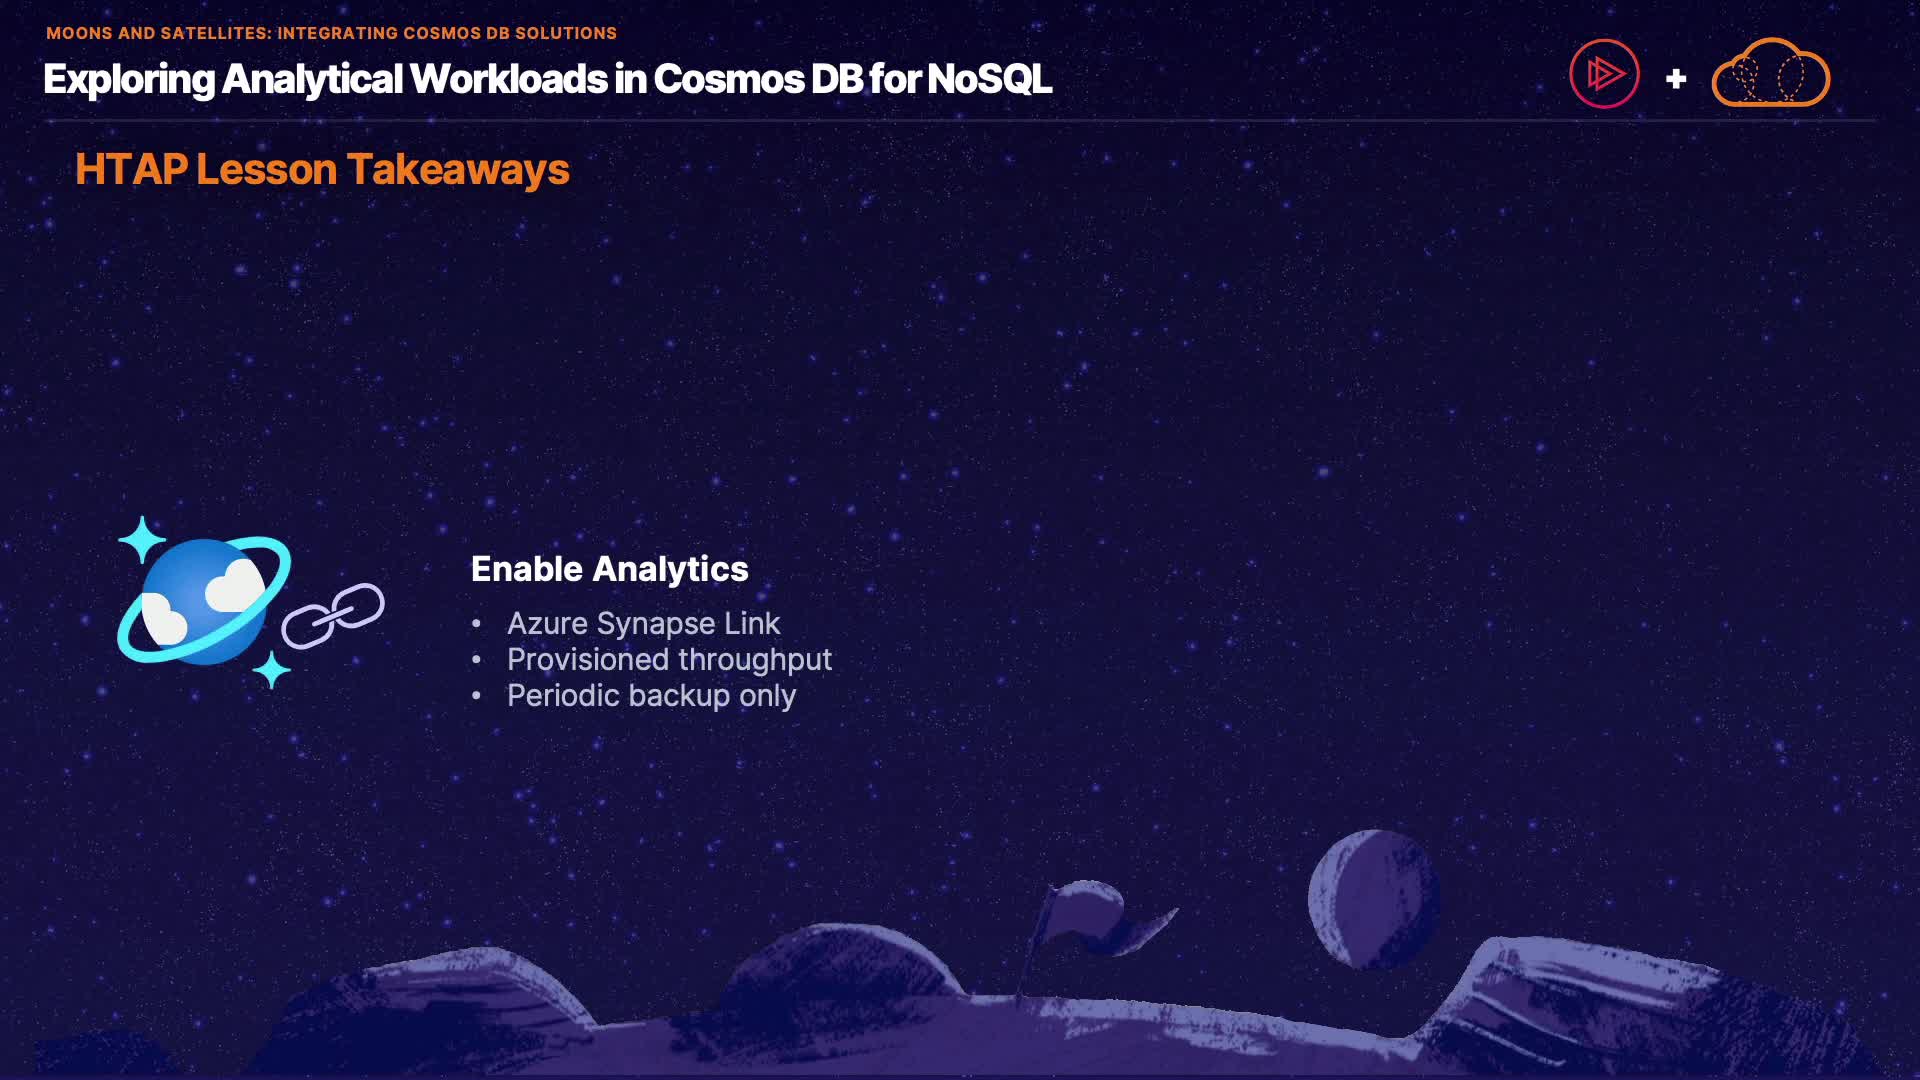 MOONS AND SATELLITES: INTEGRATING COSMOS DB SOLUTIONS
Exploring Analytical Workloads in Cosmos DB for NoSQL
+
HTAP Lesson Takeaways
Enable Analytics
• Azure Synapse Link
• Provisioned throughput
• Periodic backup only